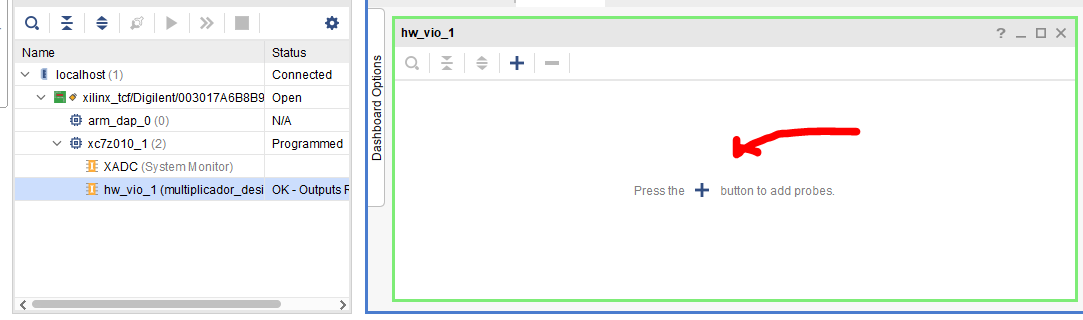 Name Status
localhost (1) Connected
xilinx_tcf/Digilent/003017A6B8B9 Open
arm_dap_0 (0) N/A
xc7z010_1 (2) Programmed
XADC (System Monitor)
hw_vio_1 (multiplicador_desi OK - Outputs R
Dashboard Options
hw_vio_1
Press the + button to add probes.